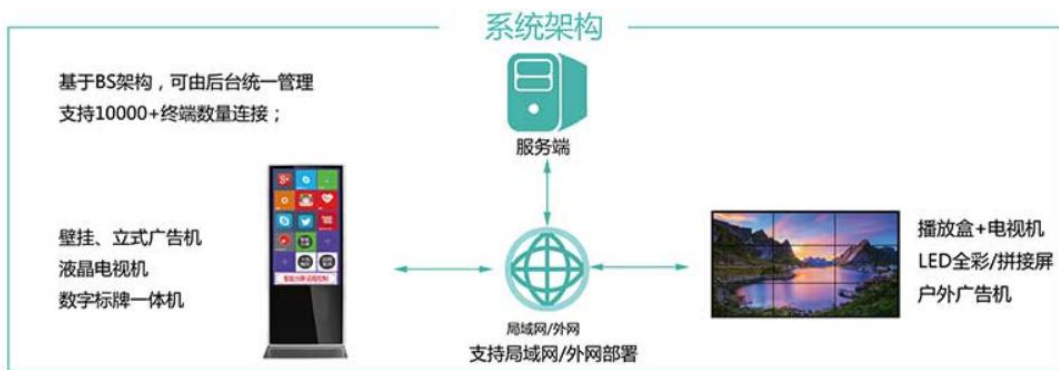 系统架构
基于BS架构，可由后台统一管理
支持10000+终端数量连接；
服务端
壁挂、立式广告机
液晶电视机
数字标牌一体机
播放盒+电视机
LED全彩/拼接屏
户外广告机
局域网/外网
支持局域网/外网部署